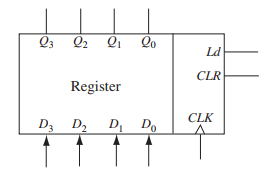 Q3 Q2 Q1 Q0
Ld
CLR
Register
D3 D2 D1 D0
CLK